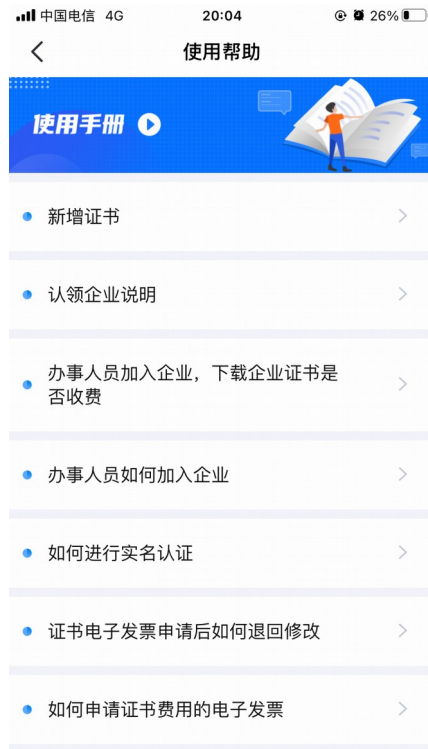 中国电信 4G 20:04 26%
使用帮助
使用手册
新增证书
认领企业说明
办事人员加入企业，下载企业证书是
否收费
办事人员如何加入企业
如何进行实名认证
证书电子发票申请后如何退回修改
如何申请证书费用的电子发票